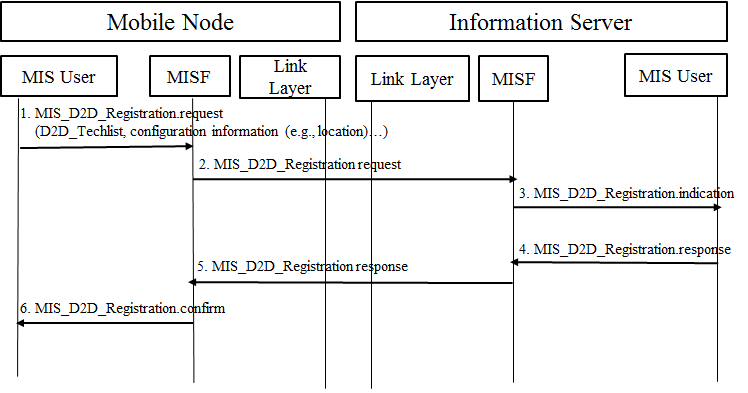 Mobile Node
Information Server
MIS User
MISF
Link
Layer
Link Layer
MISF
MIS User
1. MIS_D2D_Registration.request
(D2D_Techlist, configuration information (e.g., location)…)
2. MIS_D2D_Registration request
3. MIS_D2D_Registration.indication
4. MIS_D2D_Registration.response
5. MIS_D2D_Registration response
6. MIS_D2D_Registration.confirm